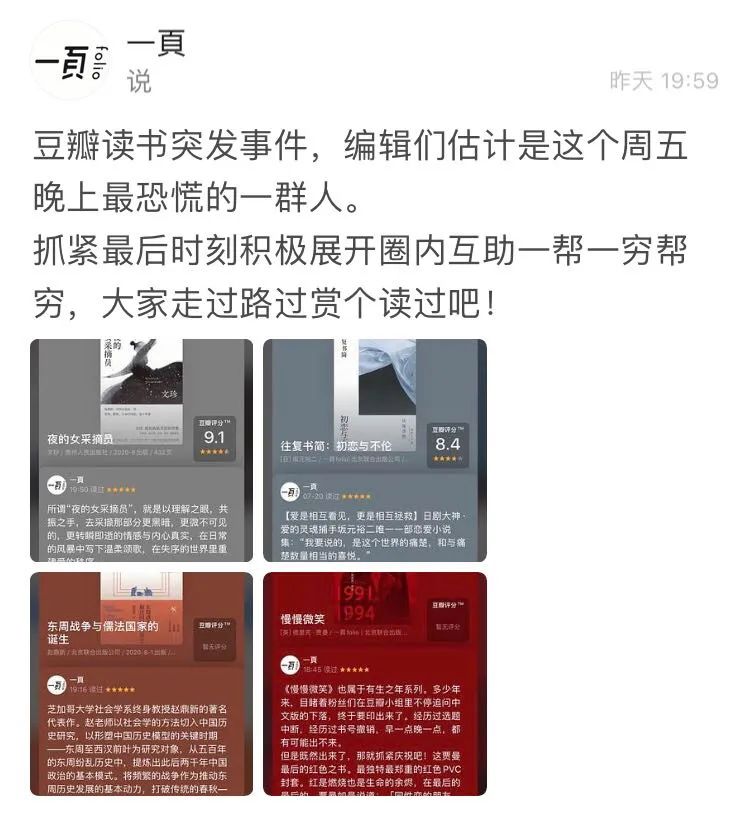 一頁 folio
一頁
说
昨天 19:59
豆瓣读书突发事件，编辑们估计是这个周五
晚上最恐慌的一群人。
抓紧最后时刻积极展开圈内互助一帮一穷帮
穷，大家走过路过赏个读过吧！
的
采摘员
文珍
夜的女采摘员
豆瓣评分™
9.1
文珍 / 贵州人民出版社 / 2020-8出版 / 432页
一頁
19:50 读过 ★★★★★
所谓“夜的女采摘员”，就是以理解之眼，共
振之手，去采撷那部分更黑暗，更微不可见
的，更转瞬即逝的情感与内心真实，在日常
的风暴中写下温柔颂歌，在失序的世界里重
复书简
初恋与
往复书简：初恋与不伦
豆瓣评分™
8.4
[日] 坂元裕二 / 一頁folio| 北京联合出版公司 /...
一頁
07-20 读过 ★★★★★
【爱是相互看见，更是相互拯救】日剧大神·
爱的灵魂捕手坂元裕二唯一一部恋爱小说
集：“我要说的，是这个世界的痛楚，和与痛
楚数量相当的喜悦。”
东周战争与儒法国家的
诞生
豆瓣评分™
暂无评分
赵鼎新 / 北京联合出版公司 / 2020-8-1出版 /...
一頁
19:16 读过 ★★★★★
芝加哥大学社会学系终身教授赵鼎新的著名
代表作。赵老师以社会学的方法切入中国历
史研究，以形塑中国历史模型的关键时期
——东周至西汉前叶为研究对象，从五百年
的东周纷乱历史中，提炼出此后两千年中国
政治的基本模式。将频繁的战争作为推动东
周历史发展的基本动力，打破传统的春秋—
1991
1994
慢慢微笑
豆瓣评分™
暂无评分
[英] 德里克·贾曼 / 一頁folio | 北京联合出版...
一頁
18:45 读过 ★★★★★
《慢慢微笑》也属于有生之年系列。多少年
来，目睹着粉丝们在豆瓣小组里不停追问中
文版的下落，终于要印出来了。经历过选题
中断，经历过书号撤销，早一点晚一点，都
有可能出不来。
但是既然出来了，那就抓紧庆祝吧！这贾曼
最后的红色之书。最独特最郑重的红色PVC
封套。红是燃烧也是生命的余烬，在最后的